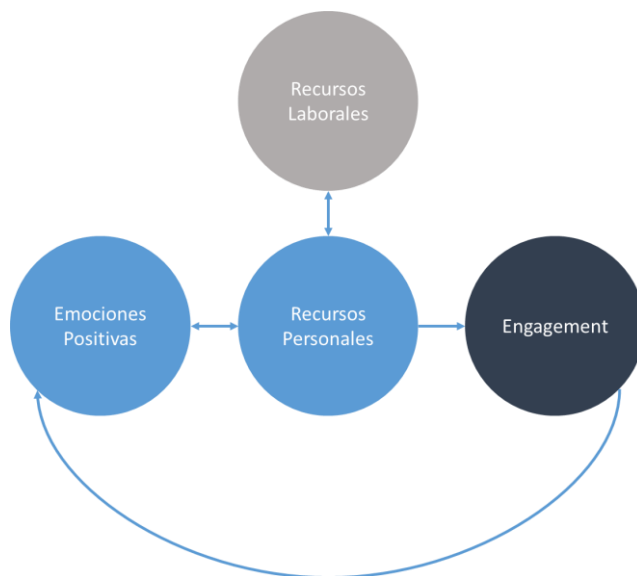 Recursos
Laborales
Emociones
Positivas
Recursos
Personales
Engagement